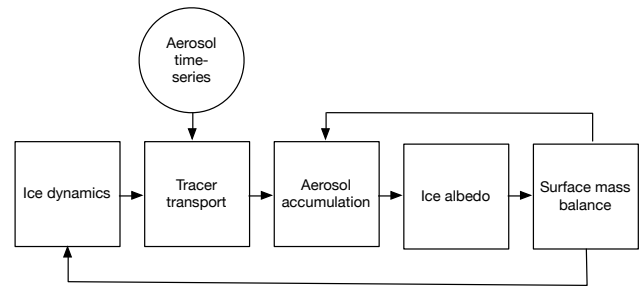 Aerosol
time-
series
Ice dynamics
Tracer
transport
Aerosol
accumulation
Ice albedo
Surface mass
balance